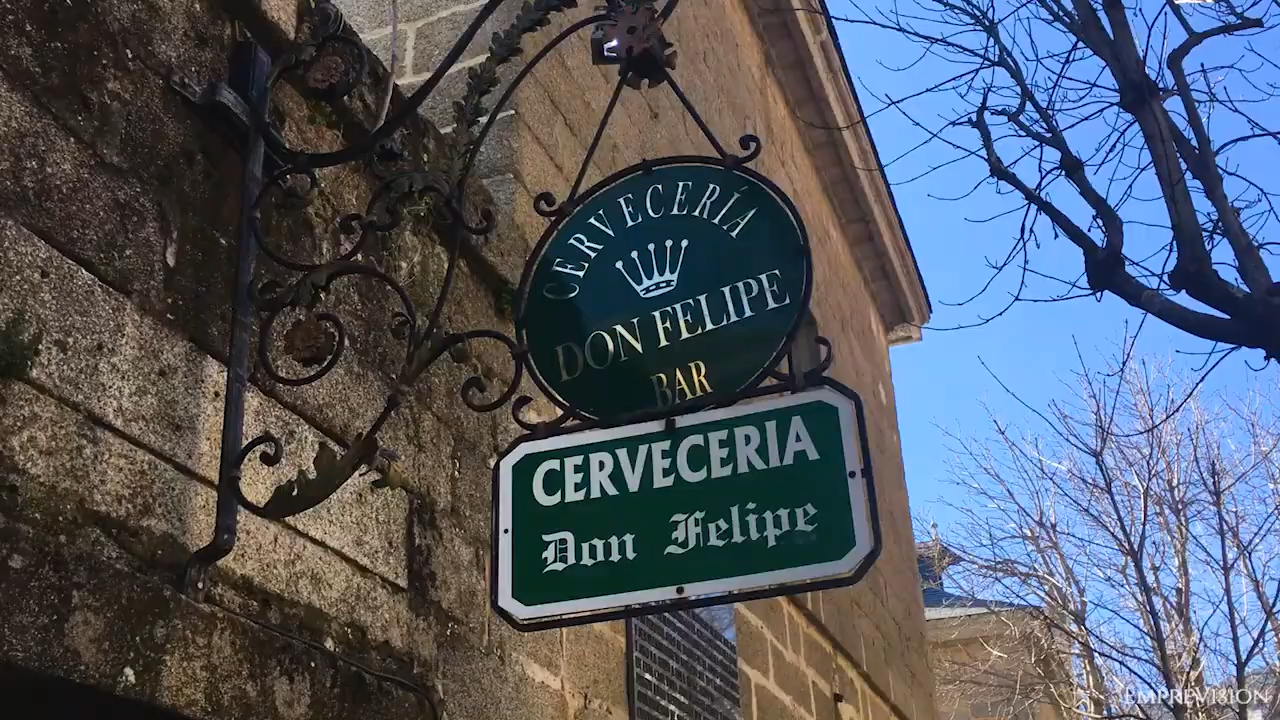 CERVECERÍA
DON FELIPE
BAR
CERVECERIA
Don Felipe
EMPREVISION